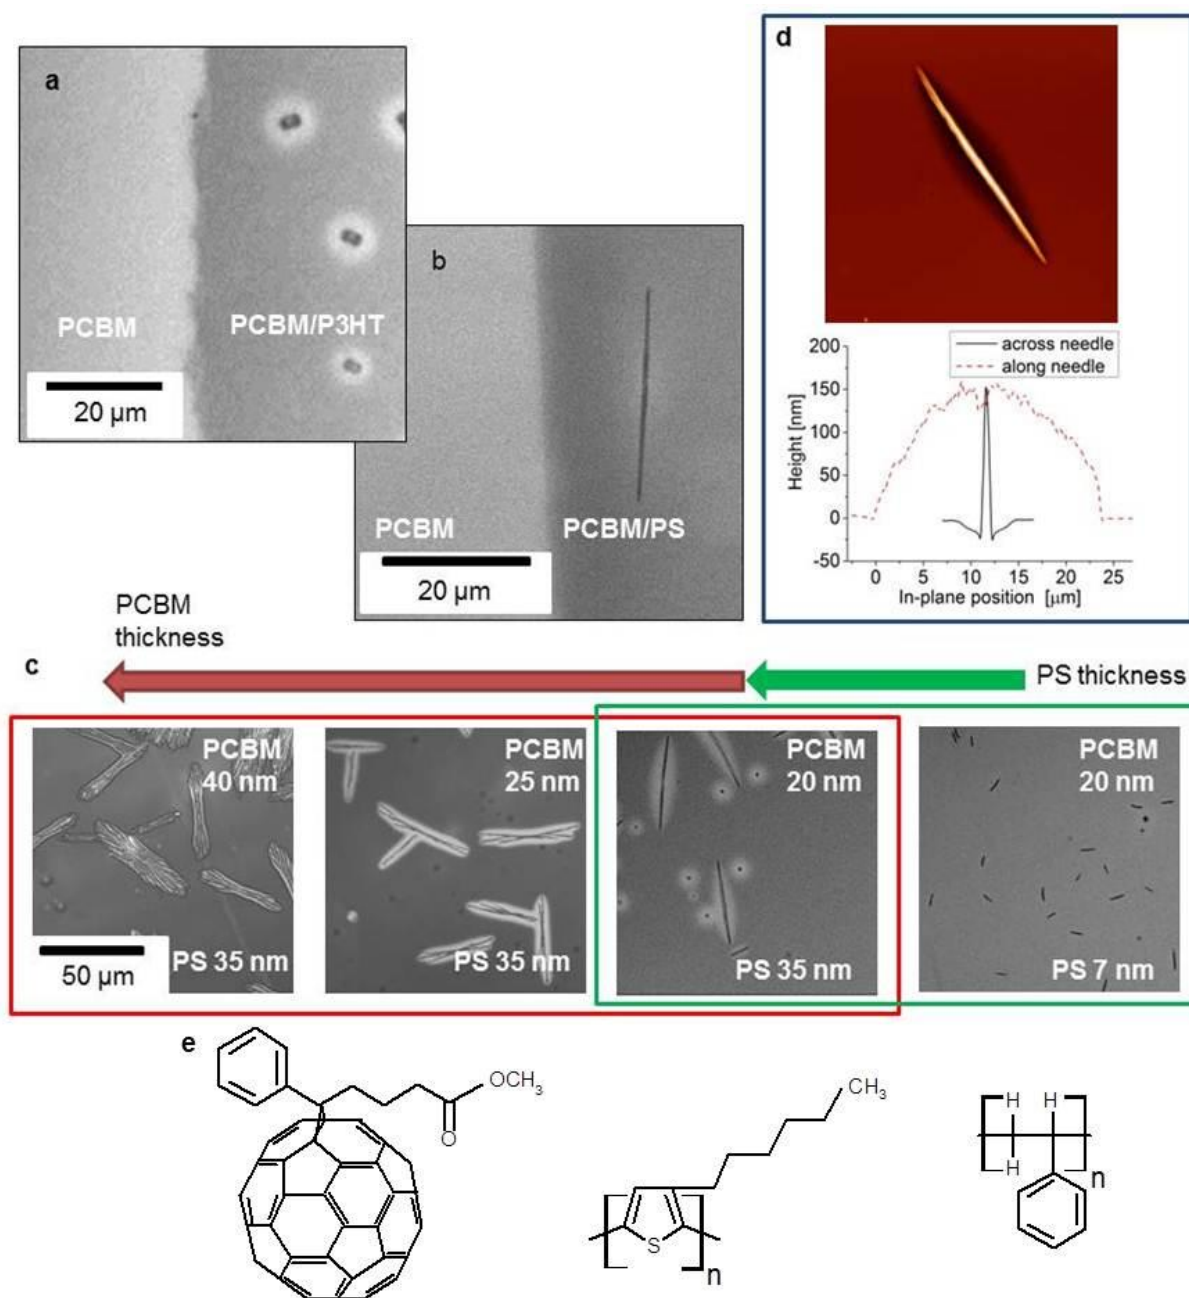 a
PCBM
PCBM/P3HT
20 µm
b
PCBM
PCBM/PS
20 µm
d
across needle
along needle
200
150
100
50
0
-50
Height [nm]
0 5 10 15 20 25
In-plane position [µm]
PCBM
thickness
c
PS thickness
PCBM
40 nm
PS 35 nm
50 µm
PCBM
25 nm
PS 35 nm
PCBM
20 nm
PS 35 nm
PCBM
20 nm
PS 7 nm
e
OCH3
O
CH3
S
n
H H
H
n